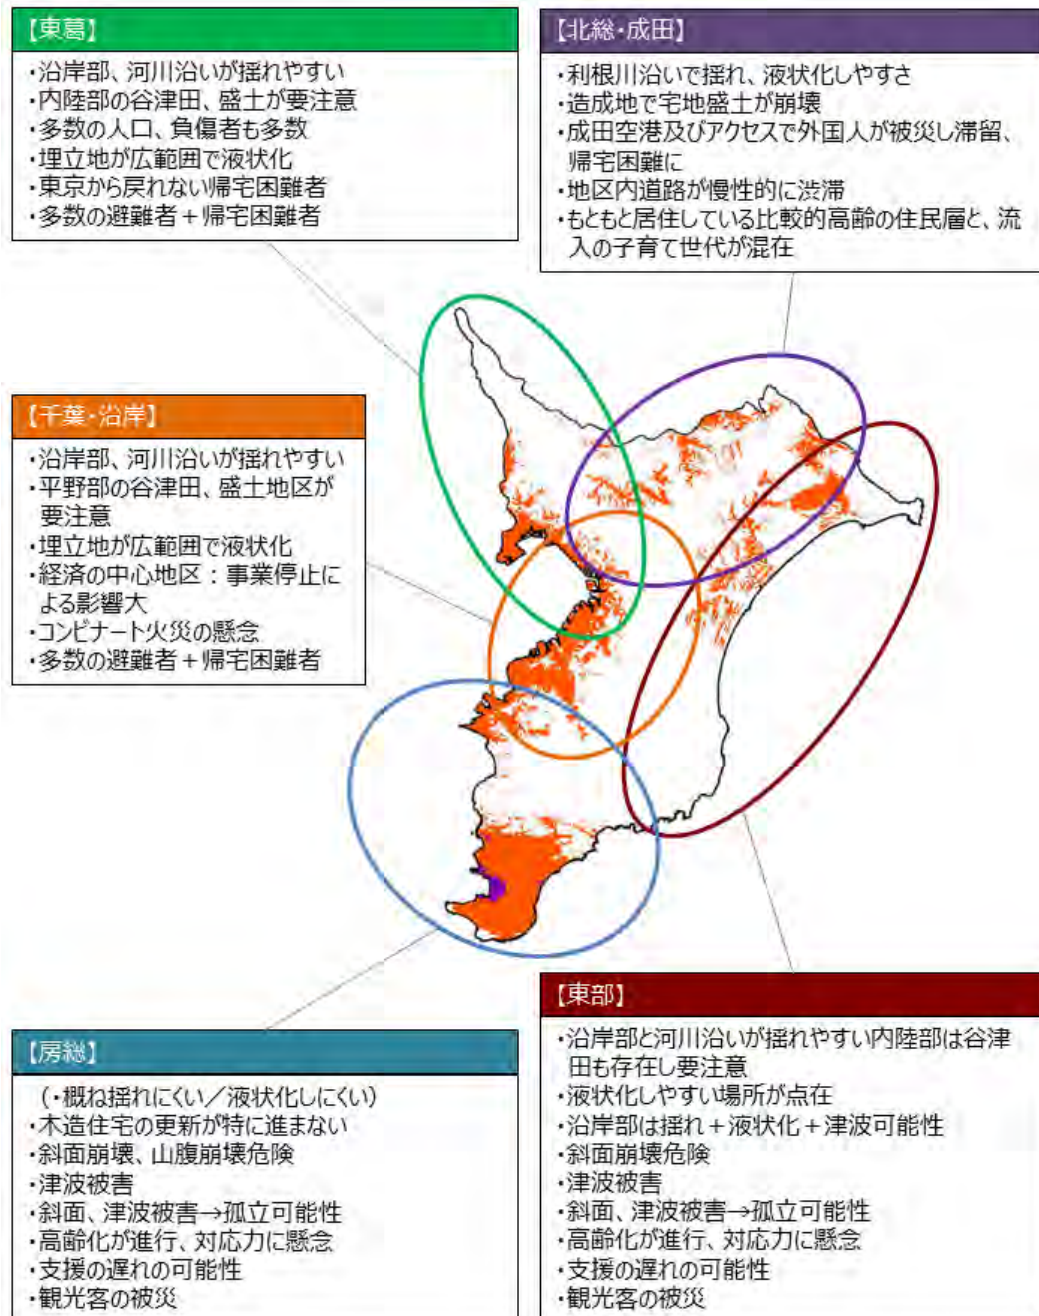 【東葛】
・沿岸部、河川沿いが揺れやすい
・内陸部の谷津田、盛土が要注意
・多数の人口、負傷者も多数
・埋立地が広範囲で液状化
・東京から戻れない帰宅困難者
・多数の避難者＋帰宅困難者
【北総・成田】
・利根川沿いで揺れ、液状化しやすさ
・造成地で宅地盛土が崩壊
・成田空港及びアクセスで外国人が被災し滞留、
帰宅困難に
・地区内道路が慢性的に渋滞
・もともと居住している比較的高齢の住民層と、流
入の子育て世代が混在
【千葉・沿岸】
・沿岸部、河川沿いが揺れやすい
・平野部の谷津田、盛土地区が
要注意
・埋立地が広範囲で液状化
・経済の中心地区：事業停止に
よる影響大
・コンビナート火災の懸念
・多数の避難者＋帰宅困難者
【房総】
（・概ね揺れにくい／液状化しにくい）
・木造住宅の更新が特に進まない
・斜面崩壊、山腹崩壊危険
・津波被害
・斜面、津波被害→孤立可能性
・高齢化が進行、対応力に懸念
・支援の遅れの可能性
・観光客の被災
【東部】
・沿岸部と河川沿いが揺れやすい内陸部は谷津
田も存在し要注意
・液状化しやすい場所が点在
・沿岸部は揺れ＋液状化＋津波可能性
・斜面崩壊危険
・津波被害
・斜面、津波被害→孤立可能性
・高齢化が進行、対応力に懸念
・支援の遅れの可能性
・観光客の被災